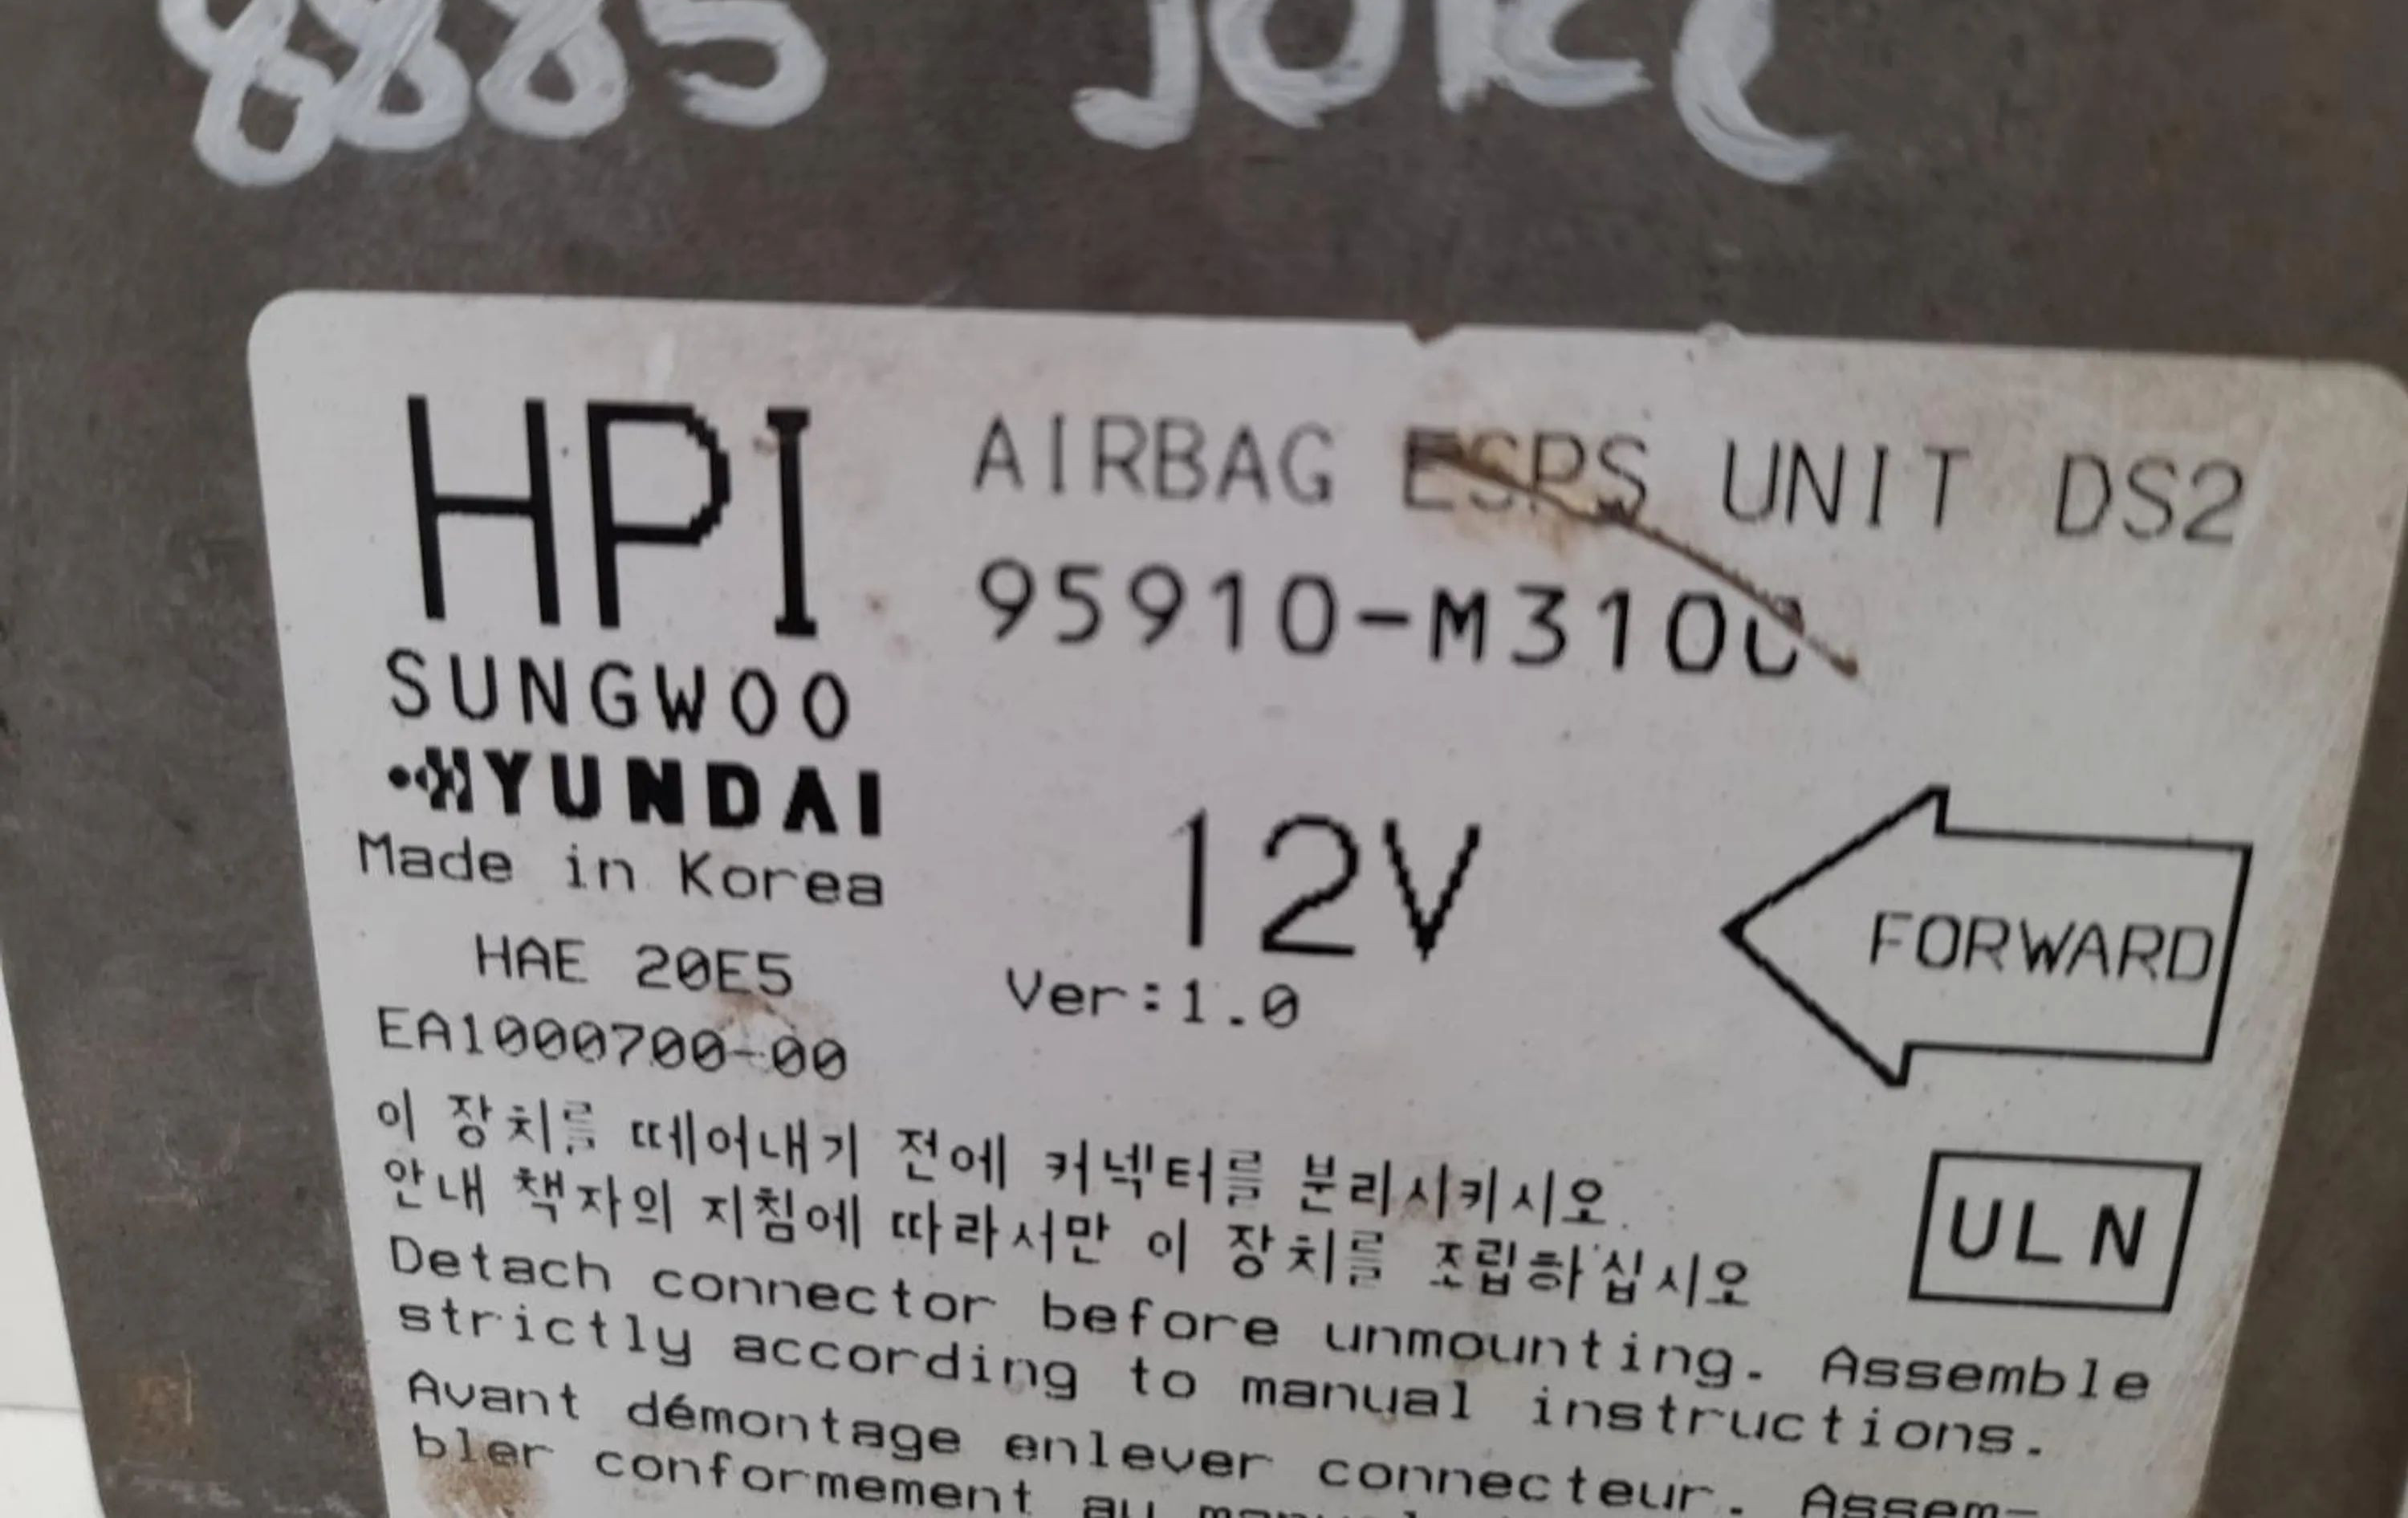 8885 JOKE
HPI
AIRBAG ESPS UNIT DS2
95910-M3100
SUNGWOO
HYUNDAI
Made in Korea
12V
FORWARD
HAE 20E5
Ver:1.0
EA1000700-00
이 장치를 떼어내기 전에 커넥터를 분리시키시오
안내 책자의 지침에 따라서만 이 장치를 조립하십시오
ULN
Detach connector before unmounting. Assemble
strictly according to manual instructions.
Avant démontage enlever connecteur. Assem-
bler conformement au